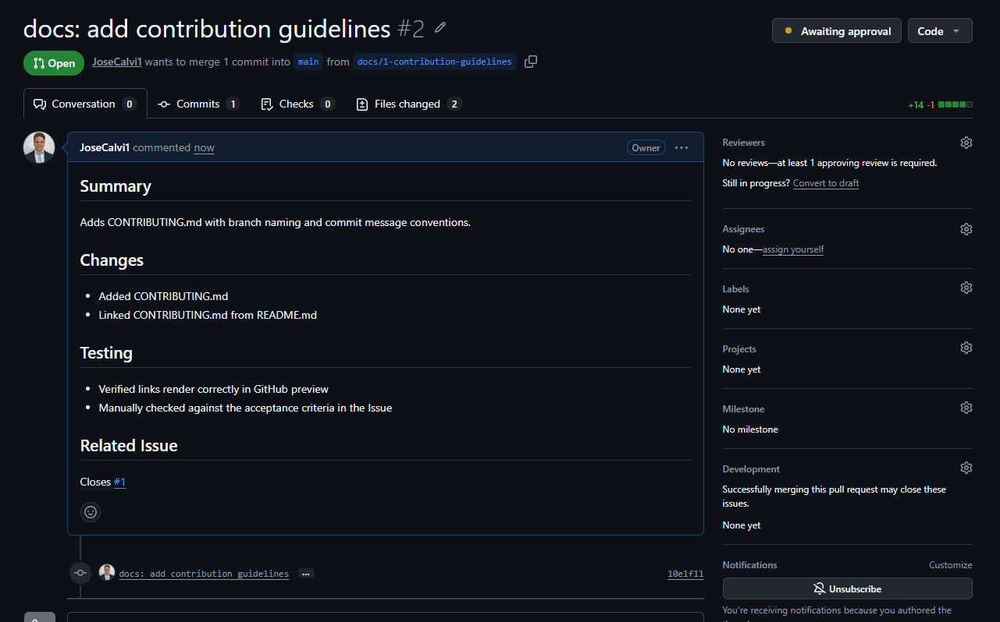 docs: add contribution guidelines #2
Awaiting approval
Code
Open
JoseCalvi1 wants to merge 1 commit into main from docs/1-contribution-guidelines
Conversation 0
Commits 1
Checks 0
Files changed 2
+14 -1
JoseCalvi1 commented now
Owner
Summary
Adds CONTRIBUTING.md with branch naming and commit message conventions.
Changes
Added CONTRIBUTING.md
Linked CONTRIBUTING.md from README.md
Testing
Verified links render correctly in GitHub preview
Manually checked against the acceptance criteria in the Issue
Related Issue
Closes #1
docs: add contribution guidelines
...
10e1f11
Reviewers
No reviews—at least 1 approving review is required.
Still in progress? Convert to draft
Assignees
No one—assign yourself
Labels
None yet
Projects
None yet
Milestone
No milestone
Development
Successfully merging this pull request may close these
issues.
None yet
Notifications
Customize
Unsubscribe
You're receiving notifications because you authored the